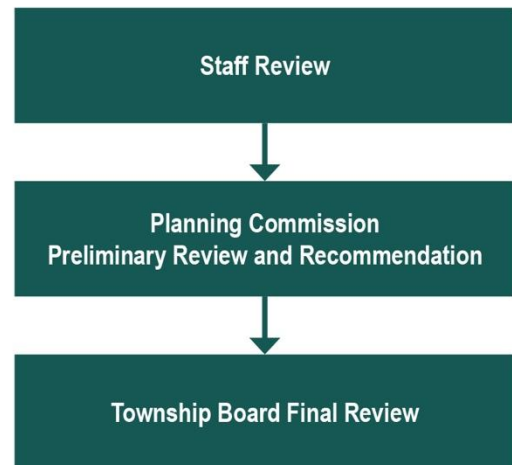 Staff Review
Planning Commission
Preliminary Review and Recommendation
Township Board Final Review